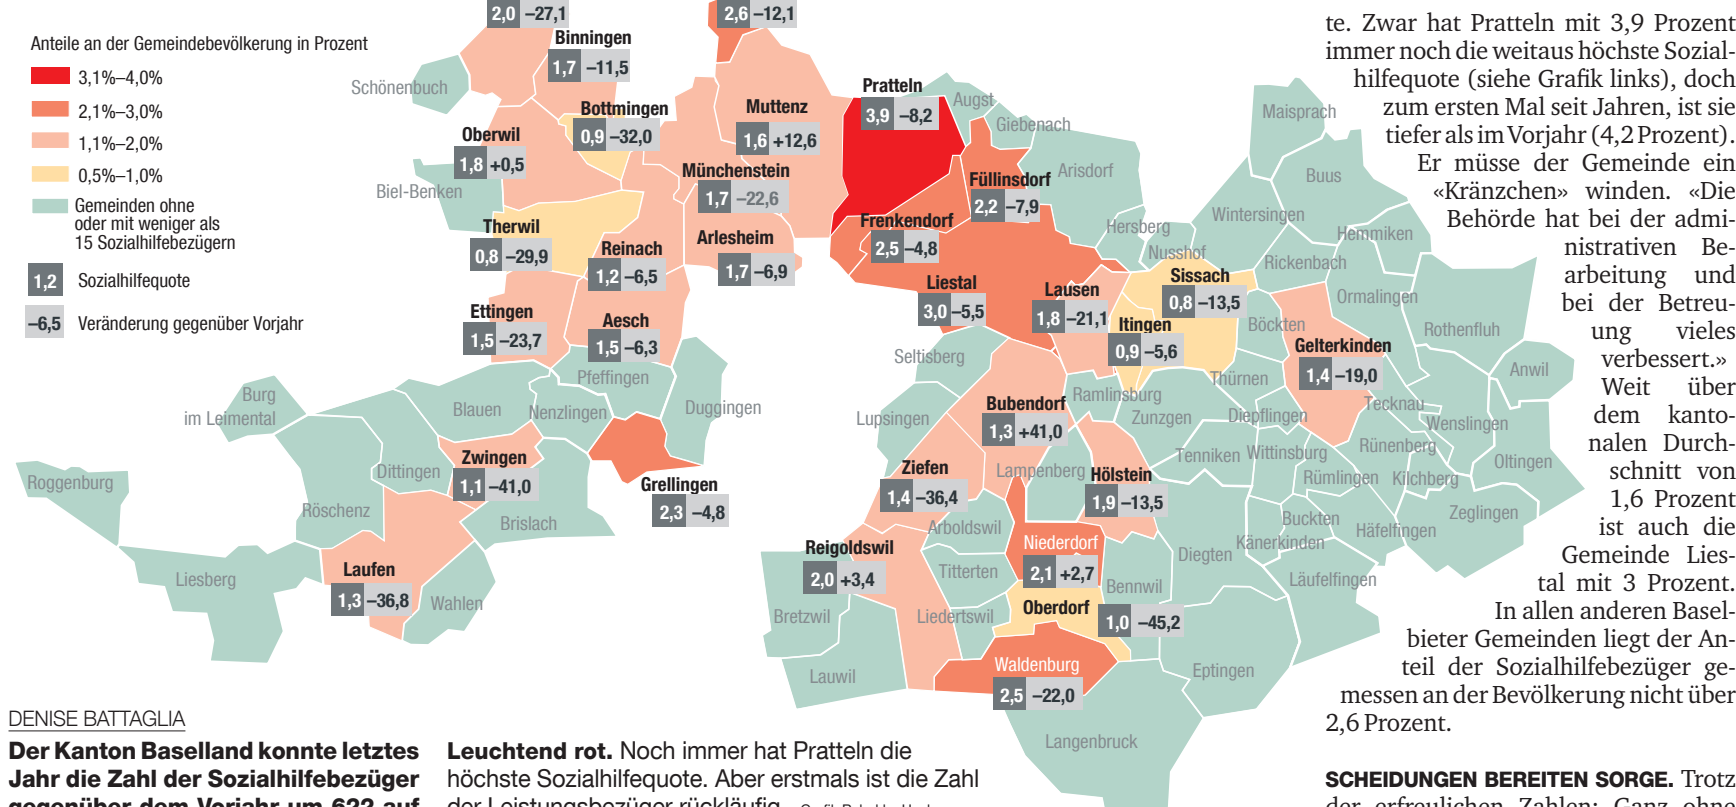 2,0 –27,1
2,6 –12,1
Anteile an der Gemeindebevölkerung in Prozent
3,1%–4,0%
2,1%–3,0%
1,1%–2,0%
0,5%–1,0%
Gemeinden ohne
oder mit weniger als
15 Sozialhilfebezügern
1,2 Sozialhilfequote
–6,5 Veränderung gegenüber Vorjahr
Binningen
1,7 –11,5
Schönenbuch
Bottmingen
0,9 –32,0
Oberwil
1,8 +0,5
Biel-Benken
Muttenz
1,6 +12,6
Münchenstein
1,7 –22,6
Therwil
0,8 –29,9
Reinach
1,2 –6,5
Arlesheim
1,7 –6,9
Ettingen
1,5 –23,7
Aesch
1,5 –6,3
Pfeffingen
Pratteln
3,9 –8,2
Augst
Giebenach
Arisdorf
Füllinsdorf
2,2 –7,9
Frenkendorf
2,5 –4,8
Hersberg
Nusshof
Liestal
3,0 –5,5
Lausen
1,8 –21,1
Sissach
0,8 –13,5
Itingen
0,9 –5,6
Maisprach
Buus
Wintersingen
Hemmiken
Rickenbach
Ormalingen
Rothenfluh
Böckten
Gelterkinden
1,4 –19,0
Anwil
Thürnen
Tecknau
Wenslingen
Diepflingen
Rünenberg
Oltingen
Seltisberg
Lupsingen
Bubendorf
1,3 +41,0
Ramlinsburg
Zunzgen
Tenniken
Wittinsburg
Rümlingen
Kilchberg
Zeglingen
Buckten
Känerkinden
Häfelfingen
Läufelfingen
Burg
im Leimental
Blauen
Nenzlingen
Duggingen
Roggenburg
Dittingen
Zwingen
1,1 –41,0
Grellingen
2,3 –4,8
Röschenz
Brislach
Liesberg
Laufen
1,3 –36,8
Wahlen
Ziefen
1,4 –36,4
Lampenberg
Hölstein
1,9 –13,5
Arboldswil
Reigoldswil
2,0 +3,4
Niederdorf
2,1 +2,7
Diegten
Titterten
Bennwil
Bretzwil
Liedertswil
Oberdorf
1,0 –45,2
Lauwil
Waldenburg
2,5 –22,0
Eptingen
Langenbruck
DENISE BATTAGLIA
Der Kanton Baselland konnte letztes
Jahr die Zahl der Sozialhilfebezüger
gegenüber dem Vorjahr um 622 auf
Leuchtend rot. Noch immer hat Pratteln die
höchste Sozialhilfequote. Aber erstmals ist die Zahl
der Leistungsbezüger rückläufig.
te. Zwar hat Pratteln mit 3,9 Prozent
immer noch die weitaus höchste Sozial-
hilfequote (siehe Grafik links), doch
zum ersten Mal seit Jahren, ist sie
tiefer als im Vorjahr (4,2 Prozent).
Er müsse der Gemeinde ein
«Kränzchen» winden. «Die
Behörde hat bei der admi-
nistrativen Be-
arbeitung und
bei der Betreu-
ung vieles
verbessert.»
Weit über
dem kanto-
nalen Durch-
schnitt von
1,6 Prozent
ist auch die
Gemeinde Lies-
tal mit 3 Prozent.
In allen anderen Basel-
bieter Gemeinden liegt der An-
teil der Sozialhilfebezüger ge-
messen an der Bevölkerung nicht über
2,6 Prozent.
SCHEIDUNGEN BEREITEN SORGE. Trotz
der erfreulichen Zahlen: Ganz ohne